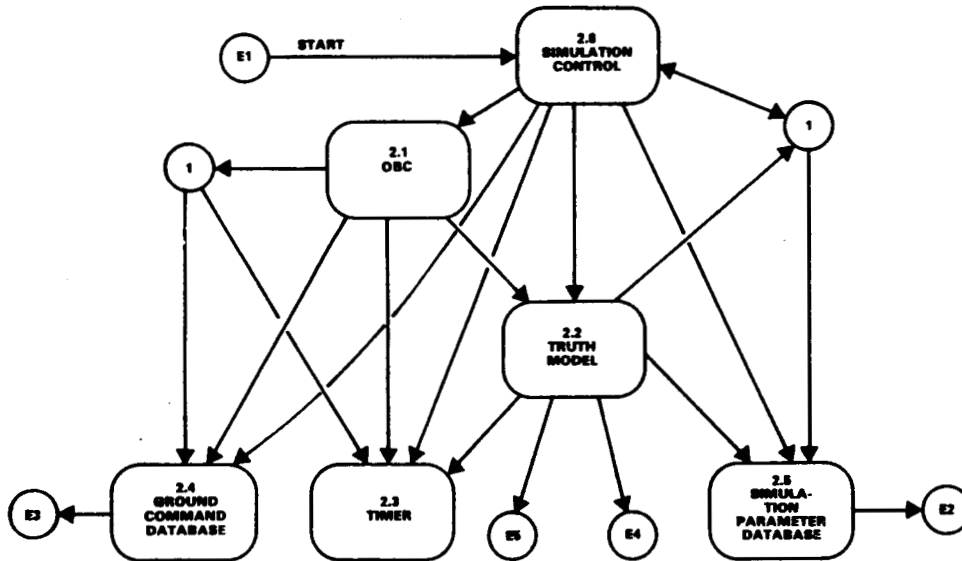 2.6
SIMULATION
CONTROL
E1
START
1
2.1
OBC
1
2.2
TRUTH
MODEL
2.4
GROUND
COMMAND
DATABASE
2.3
TIMER
2.5
SIMULA-
TION
PARAMETER
DATABASE
E3
E5
E4
E2